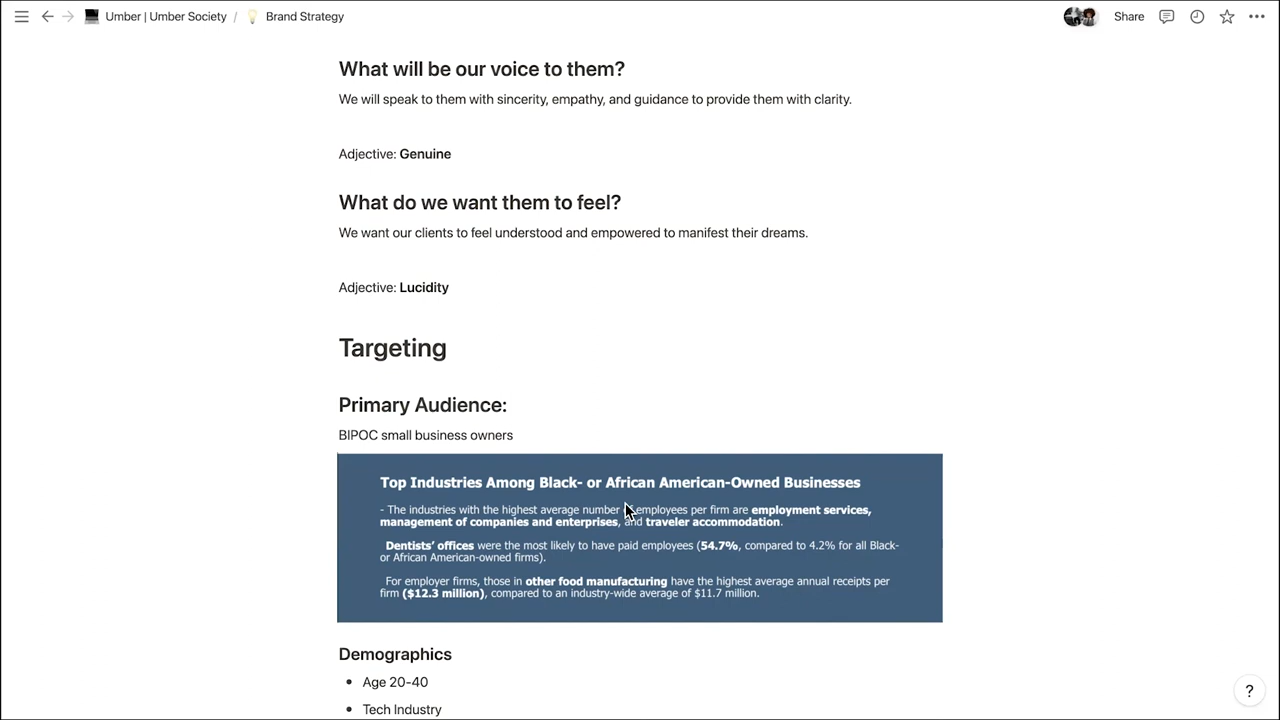 Umber | Umber Society / Brand Strategy Share
What will be our voice to them?
We will speak to them with sincerity, empathy, and guidance to provide them with clarity.
Adjective: Genuine
What do we want them to feel?
We want our clients to feel understood and empowered to manifest their dreams.
Adjective: Lucidity
Targeting
Primary Audience:
BIPOC small business owners
Top Industries Among Black- or African American-Owned Businesses
- The industries with the highest average number employees per firm are employment services,
management of companies and enterprises, and traveler accommodation.
Dentists' offices were the most likely to have paid employees (54.7%, compared to 4.2% for all Black-
or African American-owned firms).
For employer firms, those in other food manufacturing have the highest average annual receipts per
firm ($12.3 million), compared to an industry-wide average of $11.7 million.
Demographics
• Age 20-40
• Tech Industry
?